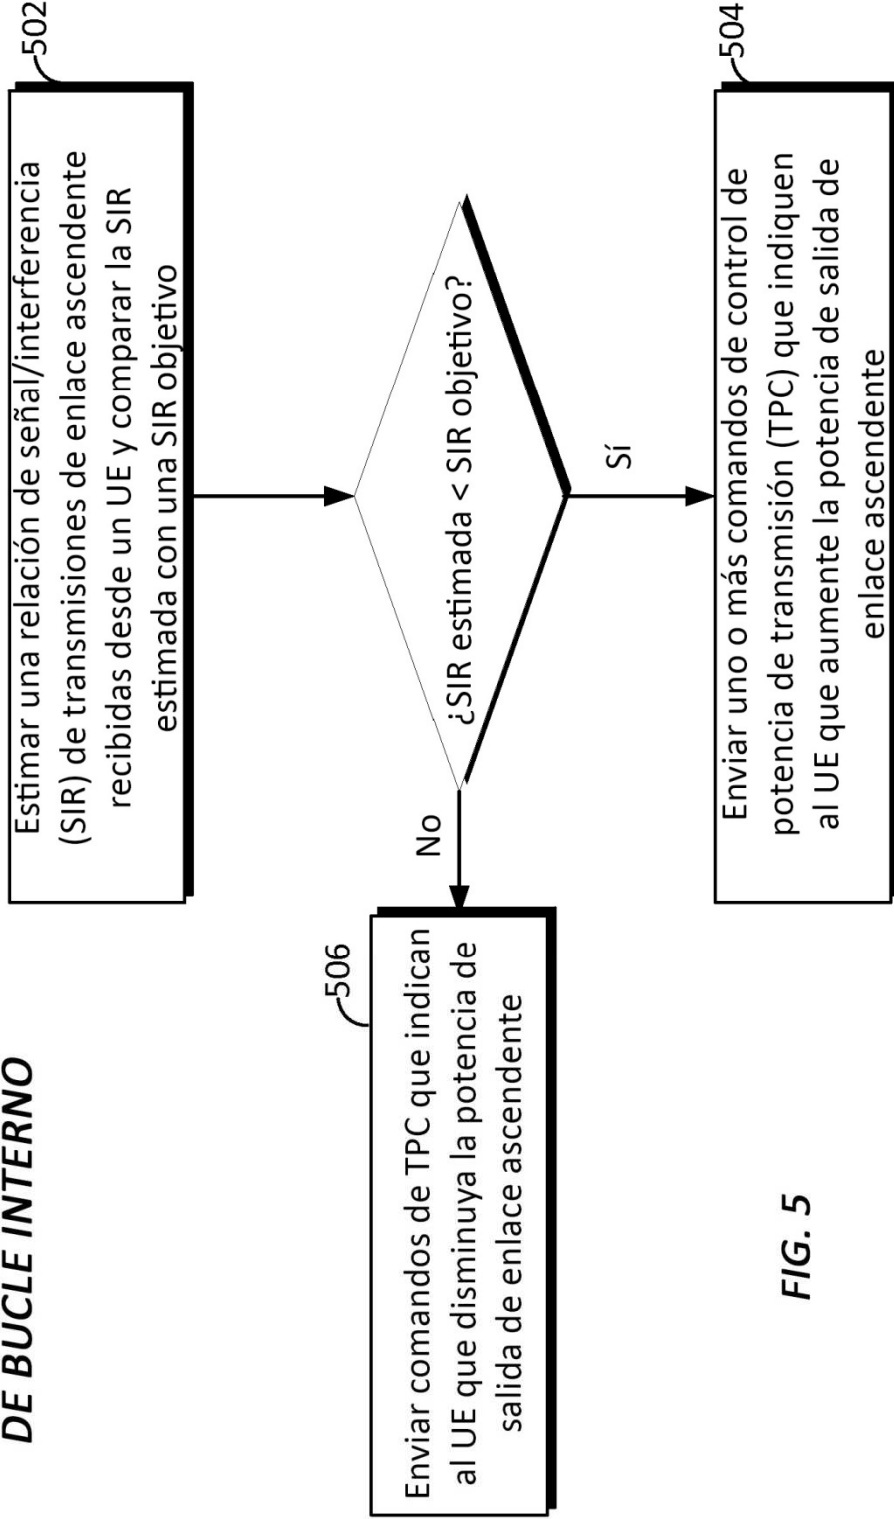 DE BUCLE INTERNO
502
Estimar una relación de señal/interferencia
(SIR) de transmisiones de enlace ascendente
recibidas desde un UE y comparar la SIR
estimada con una SIR objetivo
¿SIR estimada < SIR objetivo?
No
Sí
506
Enviar comandos de TPC que indican
al UE que disminuya la potencia de
salida de enlace ascendente
504
Enviar uno o más comandos de control de
potencia de transmisión (TPC) que indiquen
al UE que aumente la potencia de salida de
enlace ascendente
FIG. 5